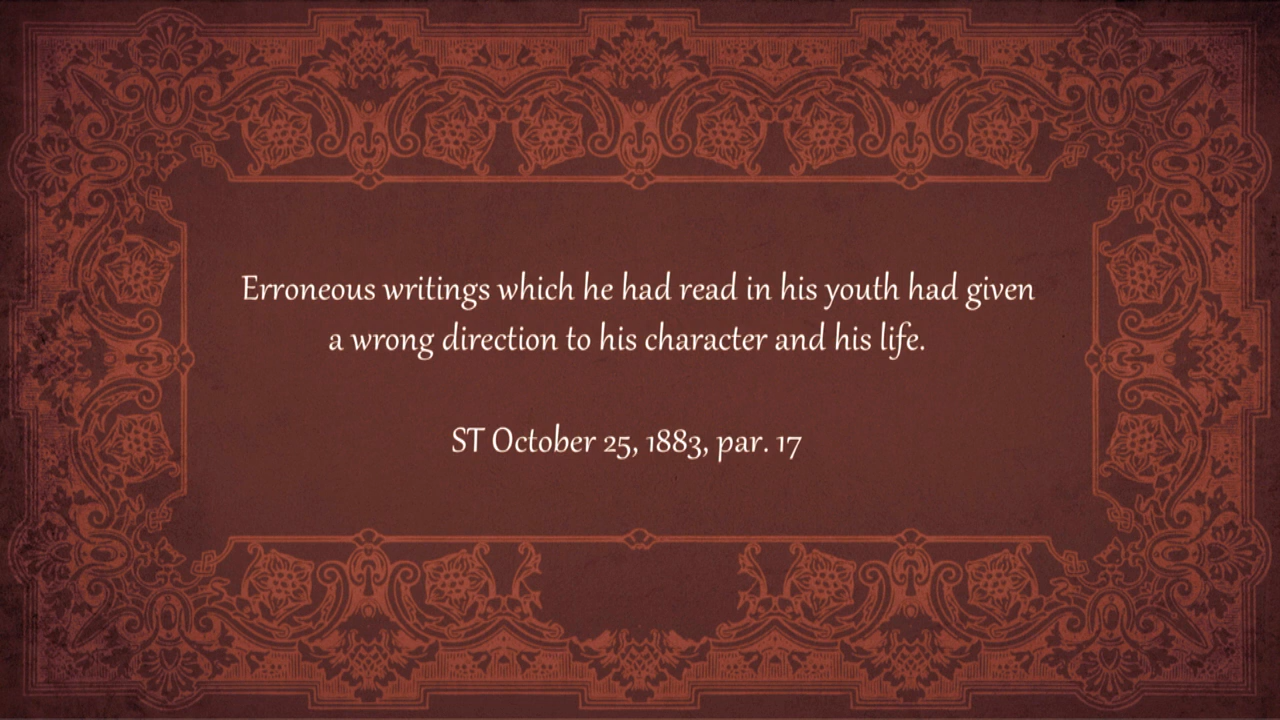 Erroneous writings which he had read in his youth had given
a wrong direction to his character and his life.
ST October 25, 1883, par. 17